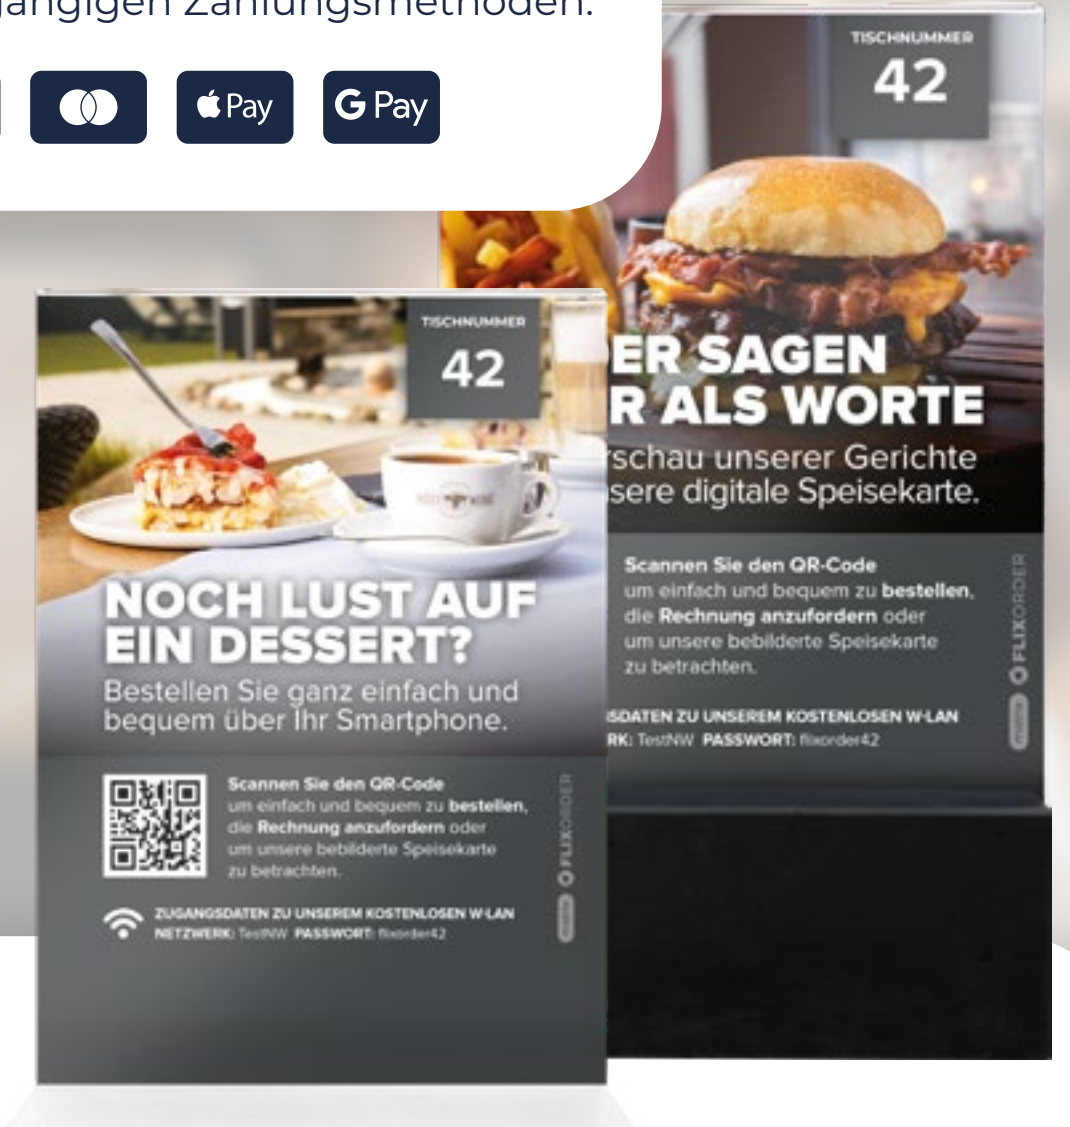 gängigen Zahlungsmethoden.
Pay
G Pay
TISCHNUMMER
42
ER SAGEN
R ALS WORTE
rschau unserer Gerichte
sere digitale Speisekarte.
Scannen Sie den QR-Code
um einfach und bequem zu bestellen,
die Rechnung anzufordern oder
um unsere bebilderte Speisekarte
zu betrachten.
FLIXORDER
SDATEN ZU UNSEREM KOSTENLOSEN W-LAN
RK: TestNW PASSWORT: flixorder42
TISCHNUMMER
42
NOCH LUST AUF
EIN DESSERT?
Bestellen Sie ganz einfach und
bequem über Ihr Smartphone.
Scannen Sie den QR-Code
um einfach und bequem zu bestellen,
die Rechnung anzufordern oder
um unsere bebilderte Speisekarte
zu betrachten.
FLIXORDER
ZUGANGSDATEN ZU UNSEREM KOSTENLOSEN W-LAN
NETZWERK: TestNW PASSWORT: flixorder42